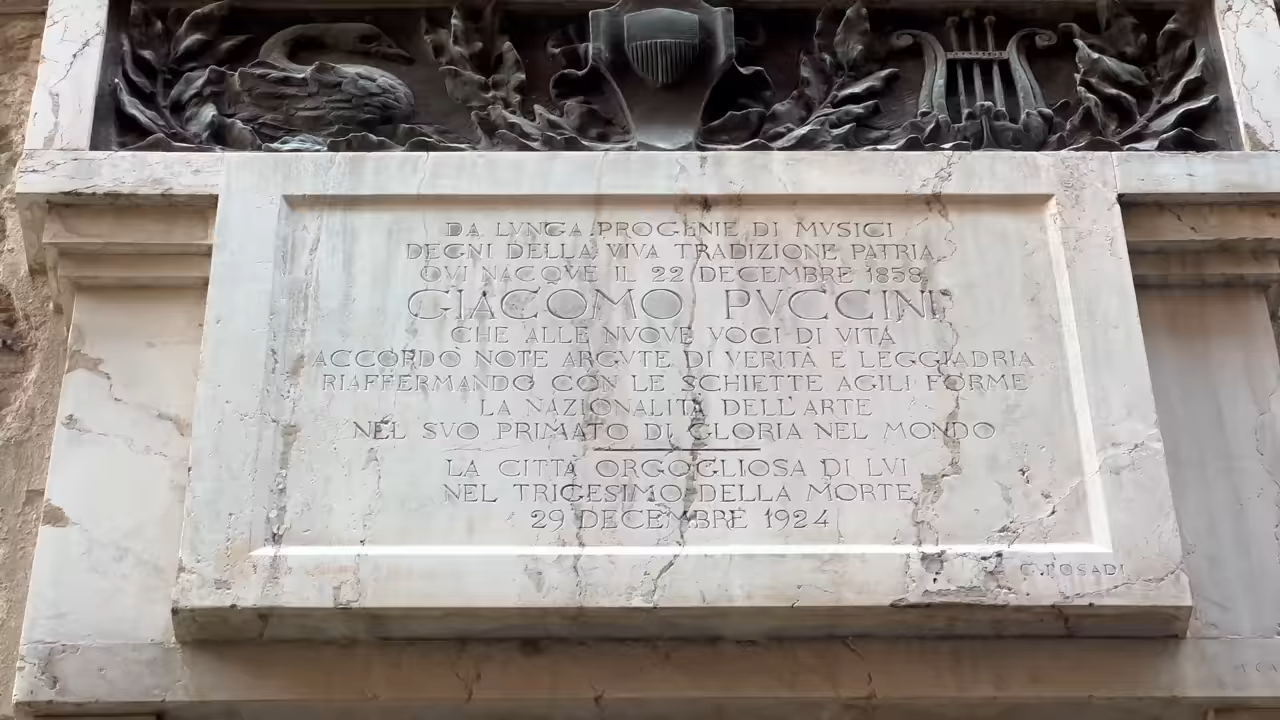 DA LVNGA PROGENIE DI MVSICI
DEGNI DELLA VIVA TRADIZIONE PATRIA
QVI NACQVE IL 22 DECEMBRE 1858
GIACOMO PVCCINI
CHE ALLE NVOVE VOCI DI VITA
ACCORDO NOTE ARGVTE DI VERITÀ E LEGGIADRIA
RIAFFERMANDO CON LE SCHIETTE AGILI FORME
LA NAZIONALITÀ DELL'ARTE
NEL SVO PRIMATO DI GLORIA NEL MONDO
LA CITTÀ ORGOGLIOSA DI LVI
NEL TRIGESIMO DELLA MORTE
29 DECEMBRE 1924
G. ROSADI